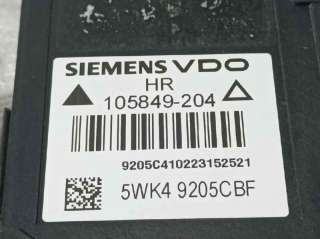 SIEMENS VDO
HR
105849-204
9205C410223152521
5WK4 9205CBF